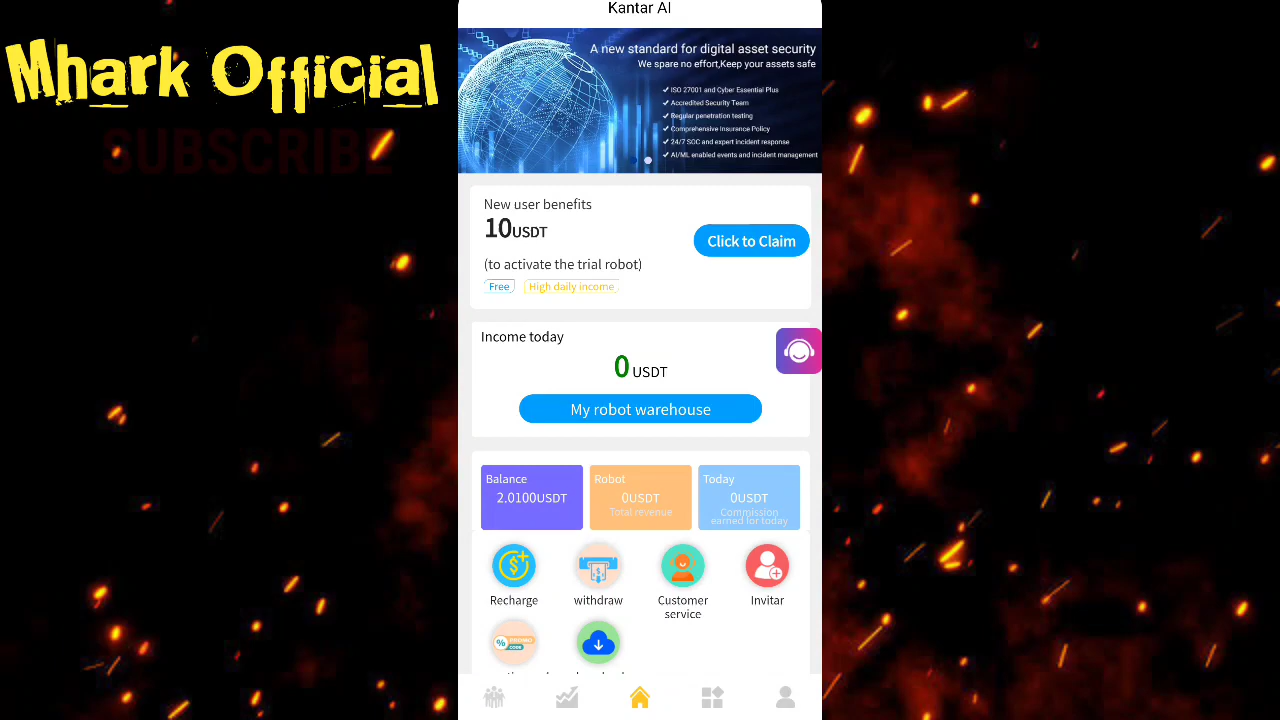 Mhark Official
SUBSCRIBE
Kantar AI
A new standard for digital asset security
We spare no effort,Keep your assets safe
ISO 27001 and Cyber Essential Plus
Accredited Security Team
Regular penetration testing
Comprehensive Insurance Policy
24/7 SOC and expert incident response
AI/ML enabled events and incident management
New user benefits
10USDT
Click to Claim
(to activate the trial robot)
Free High daily income
Income today
0 USDT
My robot warehouse
Balance Robot Today
2.0100USDT 0USDT 0USDT
Total revenue Commission
earned for today
Recharge withdraw Customer Invitar
service
% CODE